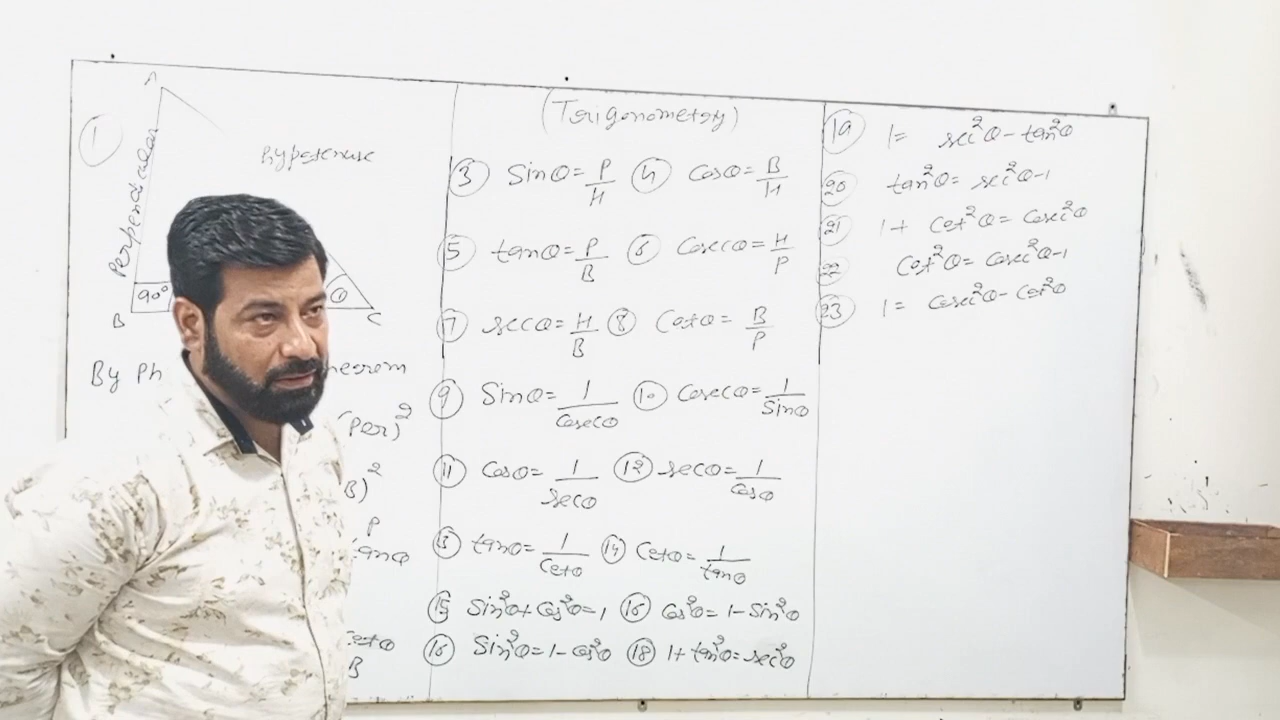 ①
A
Perpendicular
90°
B
θ
C
By Ph
heorem
Per)²
B)²
P
tanθ
B
(Terigonometry)
③ Sinθ = P/H ④ Cosθ = B/H
⑤ tanθ = P/B ⑥ Cosecθ = H/P
⑦ secθ = H/B ⑧ Cotθ = B/P
⑨ Sinθ = 1/Cosecθ ⑩ Cosecθ = 1/Sinθ
⑪ Cosθ = 1/secθ ⑫ secθ = 1/Cosθ
⑬ tanθ = 1/Cotθ ⑭ Cotθ = 1/tanθ
⑮ Sin²θ + Cos²θ = 1 ⑯ Cos²θ = 1 - Sin²θ
⑯ Sin²θ = 1 - Cos²θ ⑱ 1 + tan²θ = sec²θ
⑲ 1 = sec²θ - tan²θ
⑳ tan²θ = sec²θ - 1
㉑ 1 + Cot²θ = Cosec²θ
㉒ Cot²θ = Cosec²θ - 1
㉓ 1 = Cosec²θ - Cot²θ